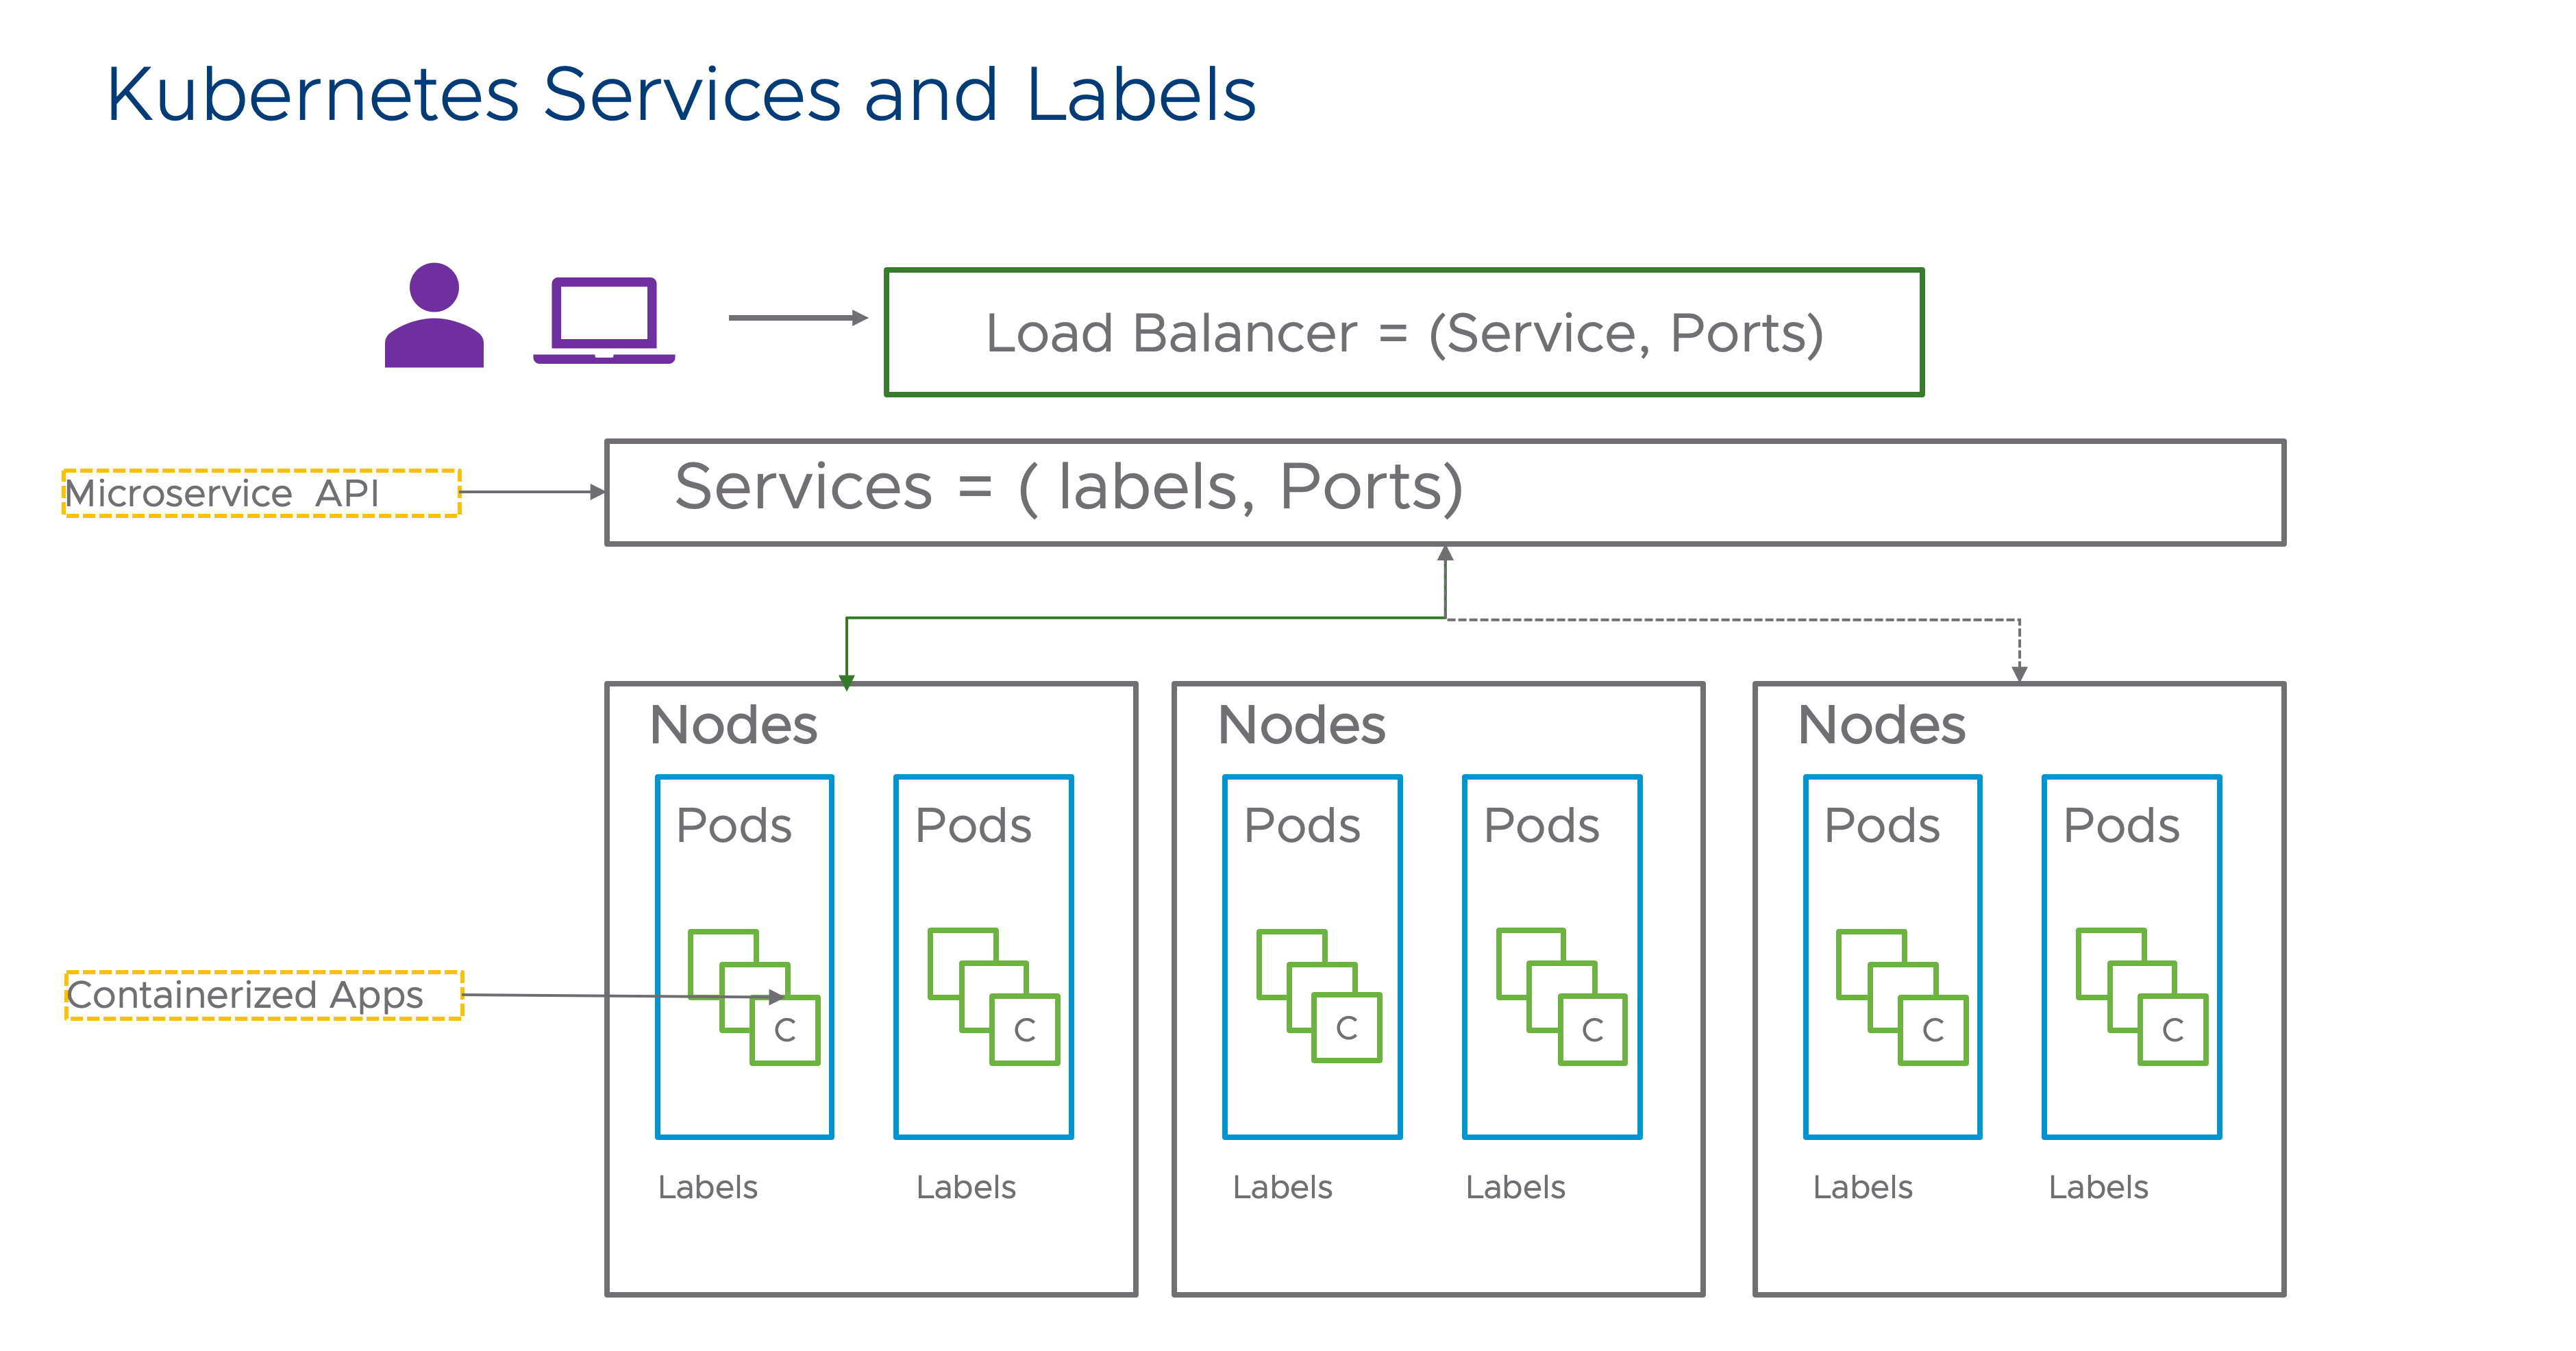 Kubernetes Services and Labels
Load Balancer = (Service, Ports)
Microservice API
Services = ( labels, Ports)
Nodes
Nodes
Nodes
Pods
Pods
Pods
Pods
Pods
Pods
Containerized Apps
C
C
C
C
C
C
Labels
Labels
Labels
Labels
Labels
Labels